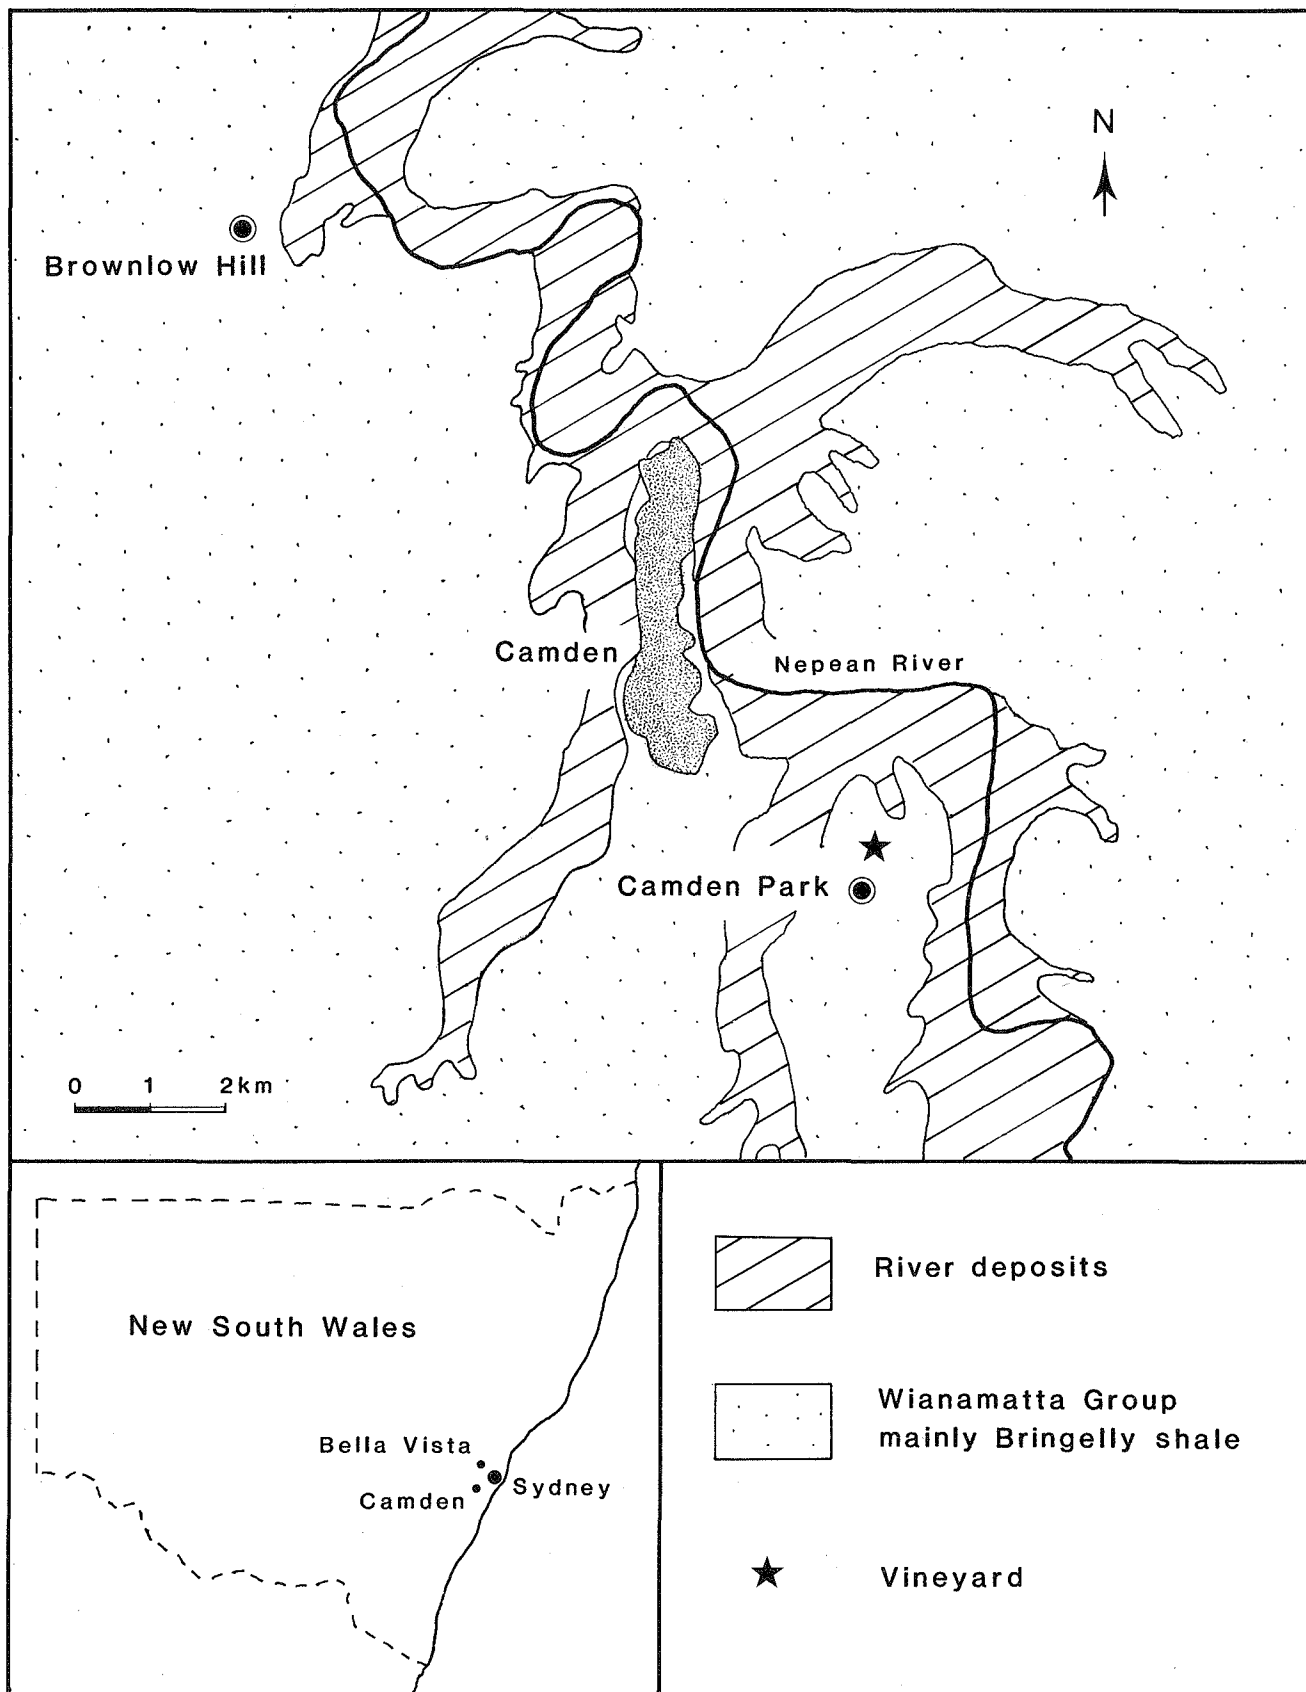 N
Brownlow Hill
Camden
Nepean River
Camden Park
0 1 2km
New South Wales
Bella Vista
Sydney
Camden
River deposits
Wianamatta Group
mainly Bringelly shale
Vineyard